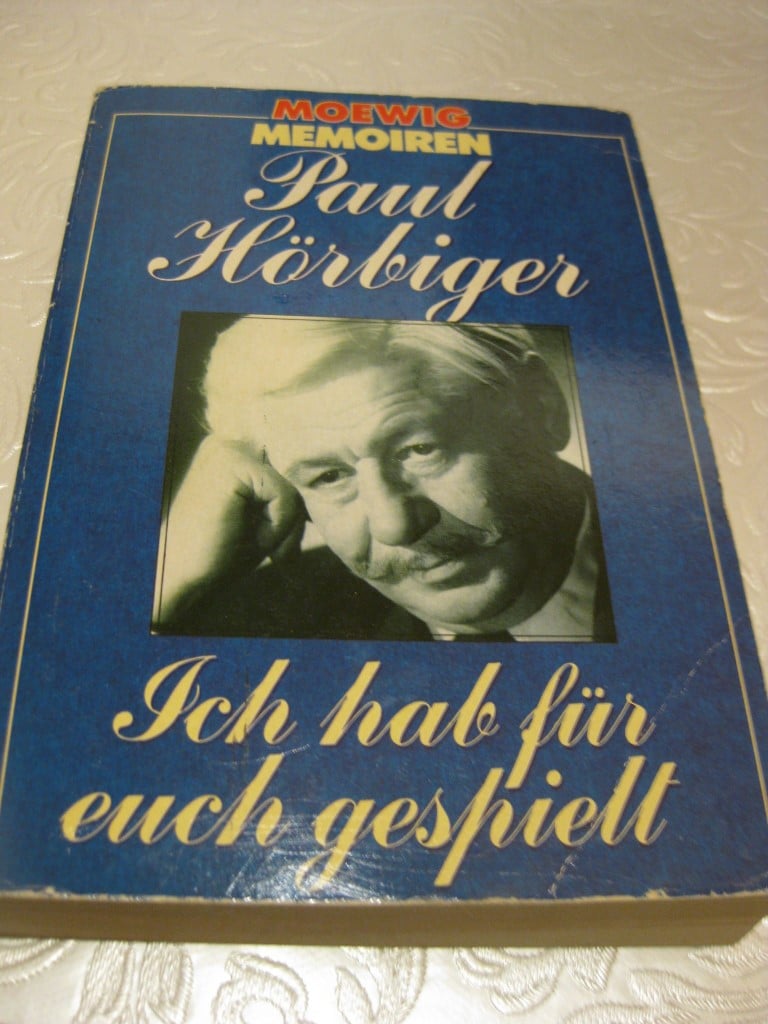 MOEWIG
MEMOIREN
Paul
Hörbiger
Ich hab für
euch gespielt